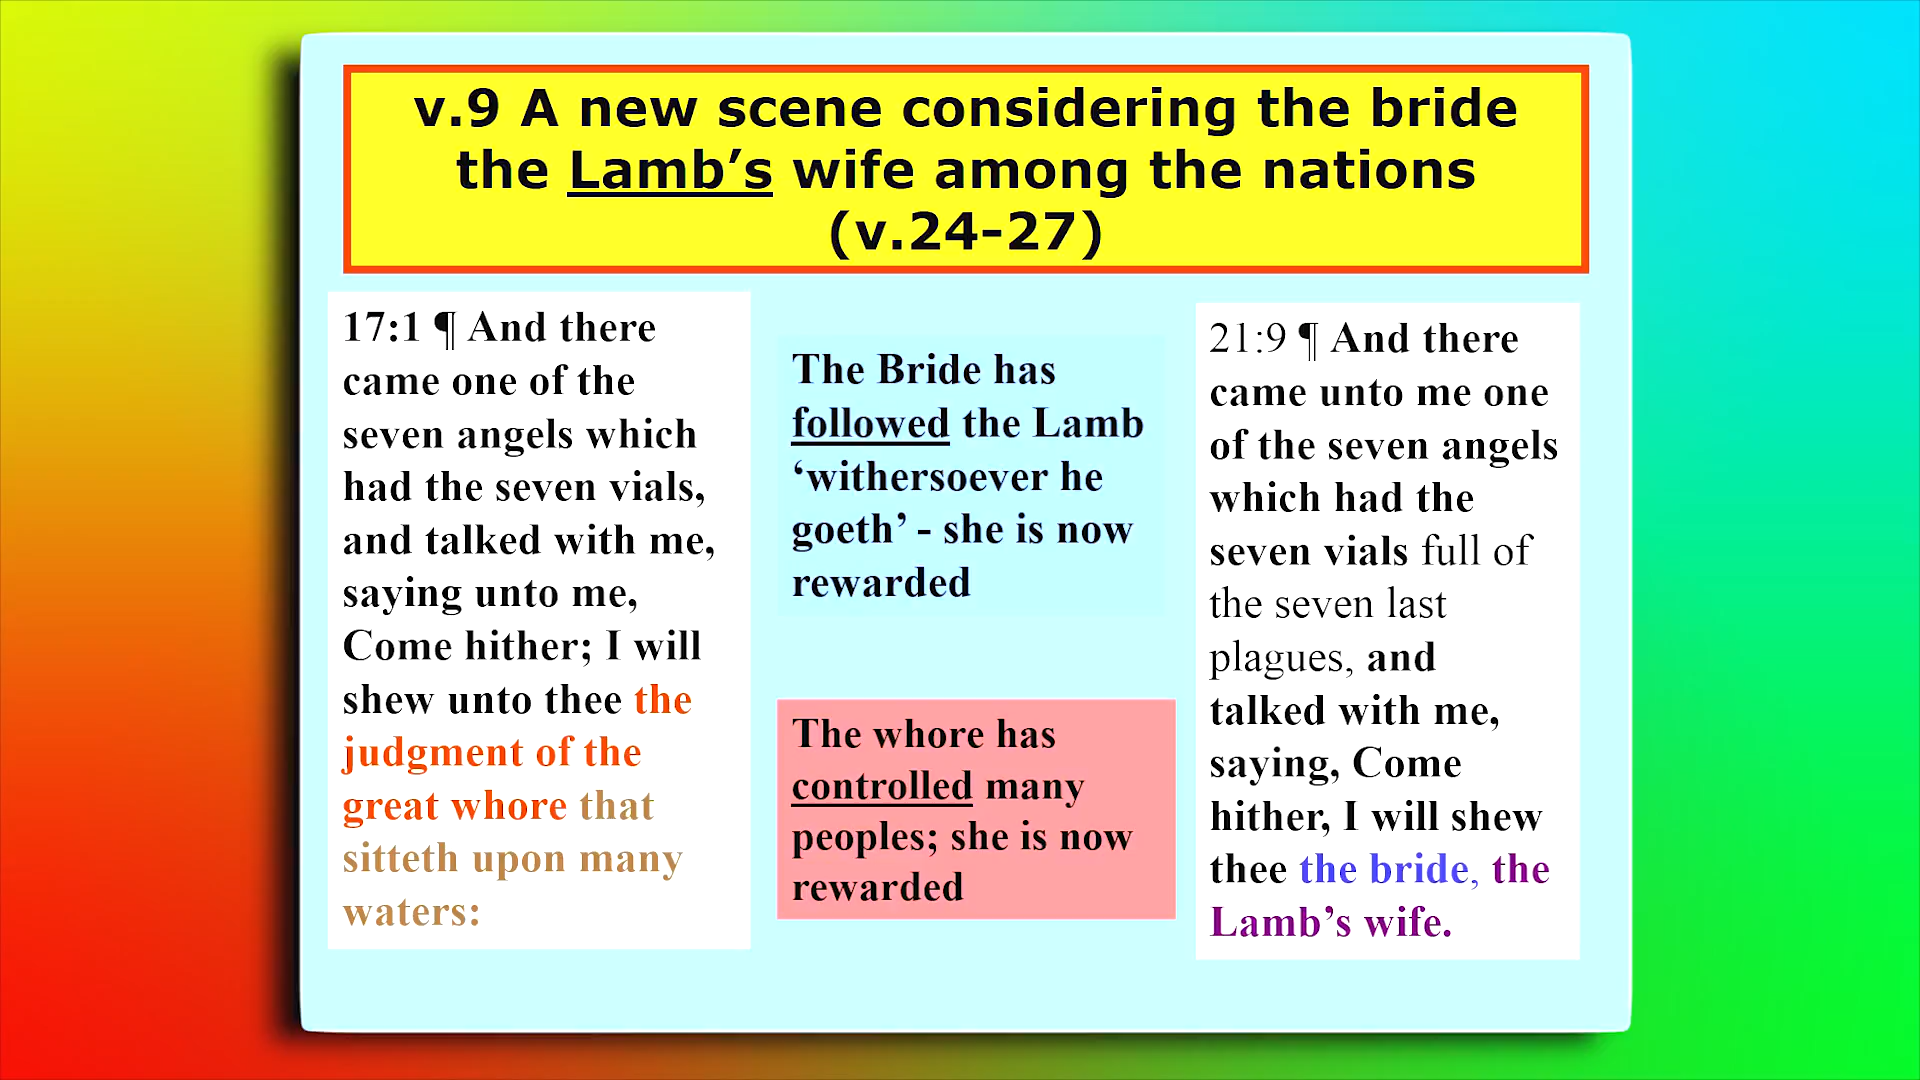 v.9 A new scene considering the bride
the Lamb’s wife among the nations
(v.24-27)
17:1 ¶ And there
came one of the
seven angels which
had the seven vials,
and talked with me,
saying unto me,
Come hither; I will
shew unto thee the
judgment of the
great whore that
sitteth upon many
waters:
The Bride has
followed the Lamb
‘withersoever he
goeth’ - she is now
rewarded
The whore has
controlled many
peoples; she is now
rewarded
21:9 ¶ And there
came unto me one
of the seven angels
which had the
seven vials full of
the seven last
plagues, and
talked with me,
saying, Come
hither, I will shew
thee the bride, the
Lamb’s wife.